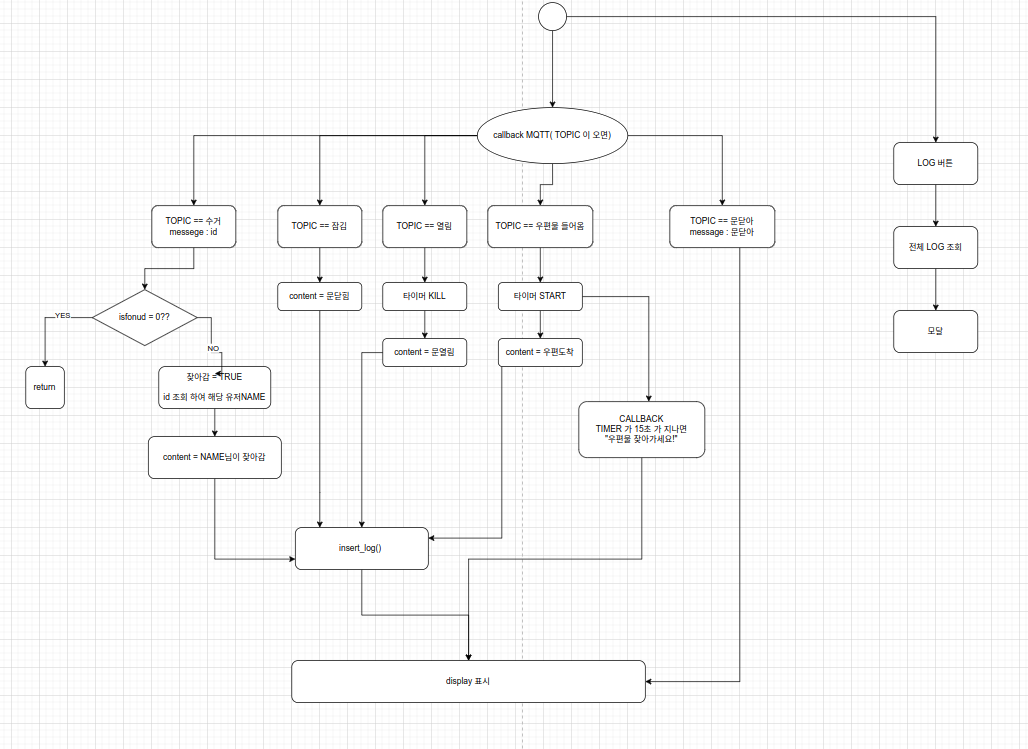 callback MQTT( TOPIC 이 오면)
LOG 버튼
TOPIC == 수거
messege : id
TOPIC == 잠김
TOPIC == 열림
TOPIC == 우편물 들어옴
TOPIC == 문닫아
message : 문닫아
전체 LOG 조회
content = 문닫힘
타이머 KILL
타이머 START
isfonud = 0??
YES
NO
모달
content = 문열림
content = 우편도착
return
찾아감 = TRUE
id 조회 하여 해당 유저NAME
CALLBACK
TIMER 가 15초 가 지나면
"우편물 찾아가세요!"
content = NAME님이 찾아감
insert_log()
display 표시